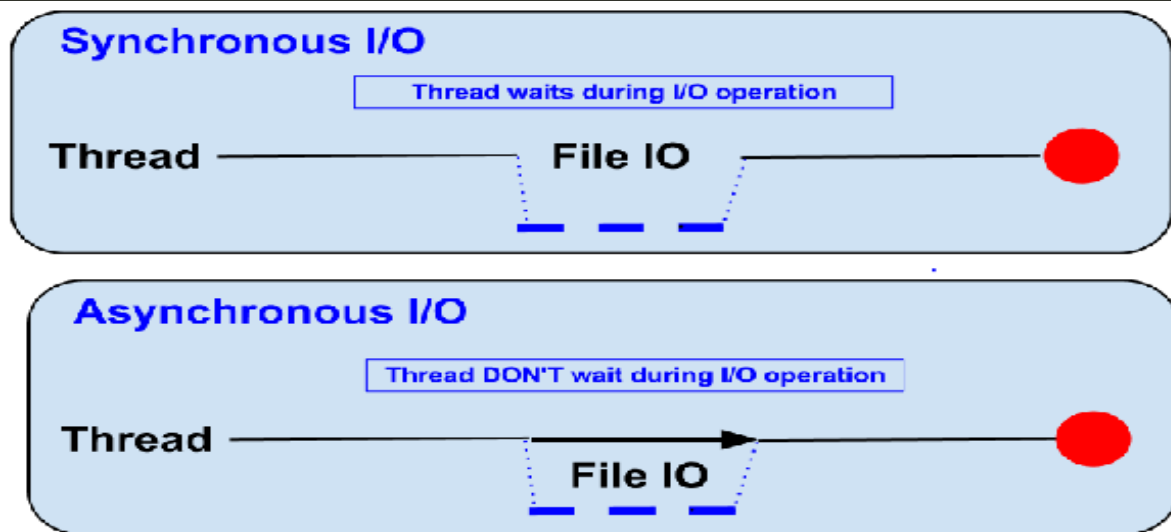 Synchronous I/O
Thread waits during I/O operation
Thread File IO
Asynchronous I/O
Thread DON'T wait during I/O operation
Thread
File IO